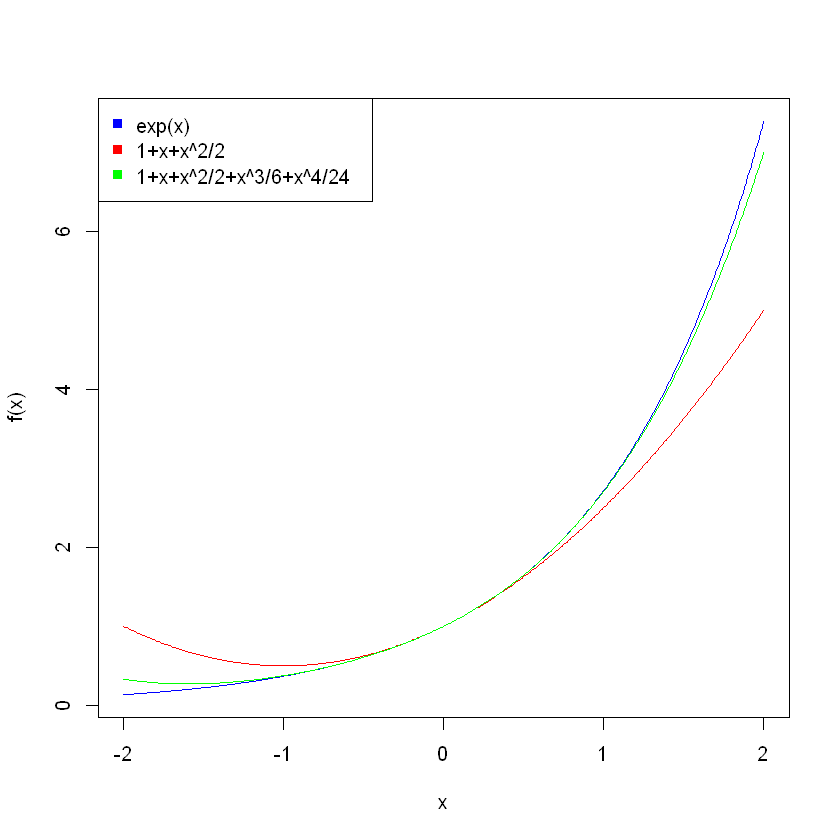 exp(x)
1+x+x^2/2
1+x+x^2/2+x^3/6+x^4/24
6
4
2
0
f(x)
-2 -1 0 1 2
x